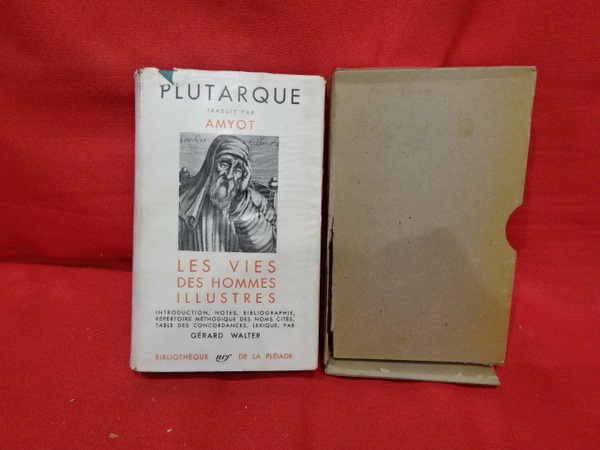 PLUTARQUE
TRADUIT PAR
AMYOT
LES VIES
DES HOMMES
ILLUSTRES
INTRODUCTION, NOTES, BIBLIOGRAPHIE,
RÉPERTOIRE MÉTHODIQUE DES NOMS CITÉS,
TABLE DES CONCORDANCES, LEXIQUE, PAR
GÉRARD WALTER
BIBLIOTHÈQUE nrf DE LA PLÉIADE